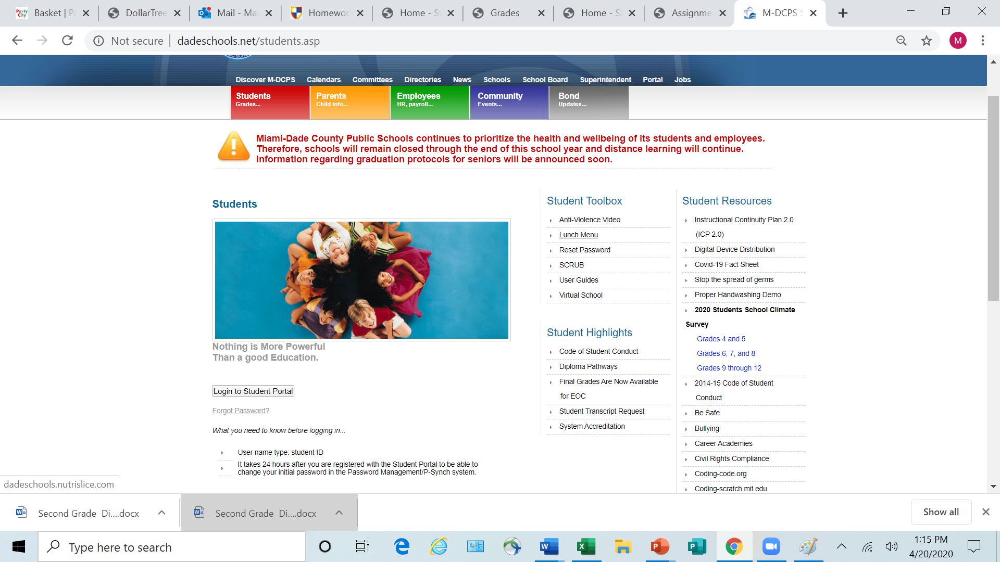 Party City
Basket | P
DollarTree
Mail - Ma
Homewor
Home - S
Grades
Home - St
Assignme
M-DCPS S
Not secure
dadeschools.net/students.asp
M
Discover M-DCPS Calendars Committees Directories News Schools School Board Superintendent Portal Jobs
Students
Grades...
Parents
Child info...
Employees
HR, payroll...
Community
Events...
Bond
Updates...
Miami-Dade County Public Schools continues to prioritize the health and wellbeing of its students and employees.
Therefore, schools will remain closed through the end of this school year and distance learning will continue.
Information regarding graduation protocols for seniors will be announced soon.
Students
Nothing is More Powerful
Than a good Education.
Login to Student Portal
Forgot Password?
What you need to know before logging in...
User name type: student ID
It takes 24 hours after you are registered with the Student Portal to be able to
change your initial password in the Password Management/P-Synch system.
Student Toolbox
Anti-Violence Video
Lunch Menu
Reset Password
SCRUB
User Guides
Virtual School
Student Highlights
Code of Student Conduct
Diploma Pathways
Final Grades Are Now Available
for EOC
Student Transcript Request
System Accreditation
Student Resources
Instructional Continuity Plan 2.0
(ICP 2.0)
Digital Device Distribution
Covid-19 Fact Sheet
Stop the spread of germs
Proper Handwashing Demo
2020 Students School Climate
Survey
Grades 4 and 5
Grades 6, 7, and 8
Grades 9 through 12
2014-15 Code of Student
Conduct
Be Safe
Bullying
Career Academies
Civil Rights Compliance
Coding-code.org
Coding-scratch.mit.edu
dadeschools.nutrislice.com
Second Grade Di....docx
Second Grade Di....docx
Show all
Type here to search
1:15 PM
4/20/2020